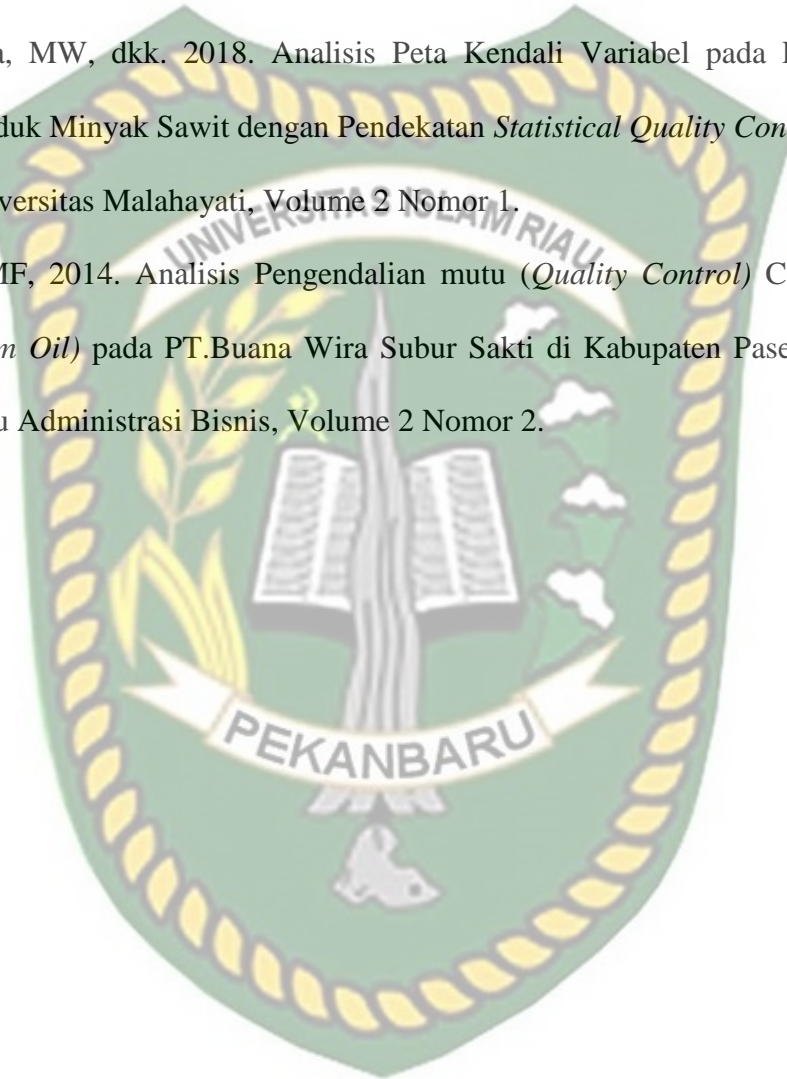 a, MW, dkk. 2018. Analisis Peta Kendali Variabel pada
duk Minyak Sawit dengan Pendekatan Statistical Quality Con
versitas Malahayati, Volume 2 Nomor 1.
UNIVERSITAS ISLAM RIAU
MF, 2014. Analisis Pengendalian mutu (Quality Control) C
m Oil) pada PT.Buana Wira Subur Sakti di Kabupaten Pase
u Administrasi Bisnis, Volume 2 Nomor 2.
PEKANBARU